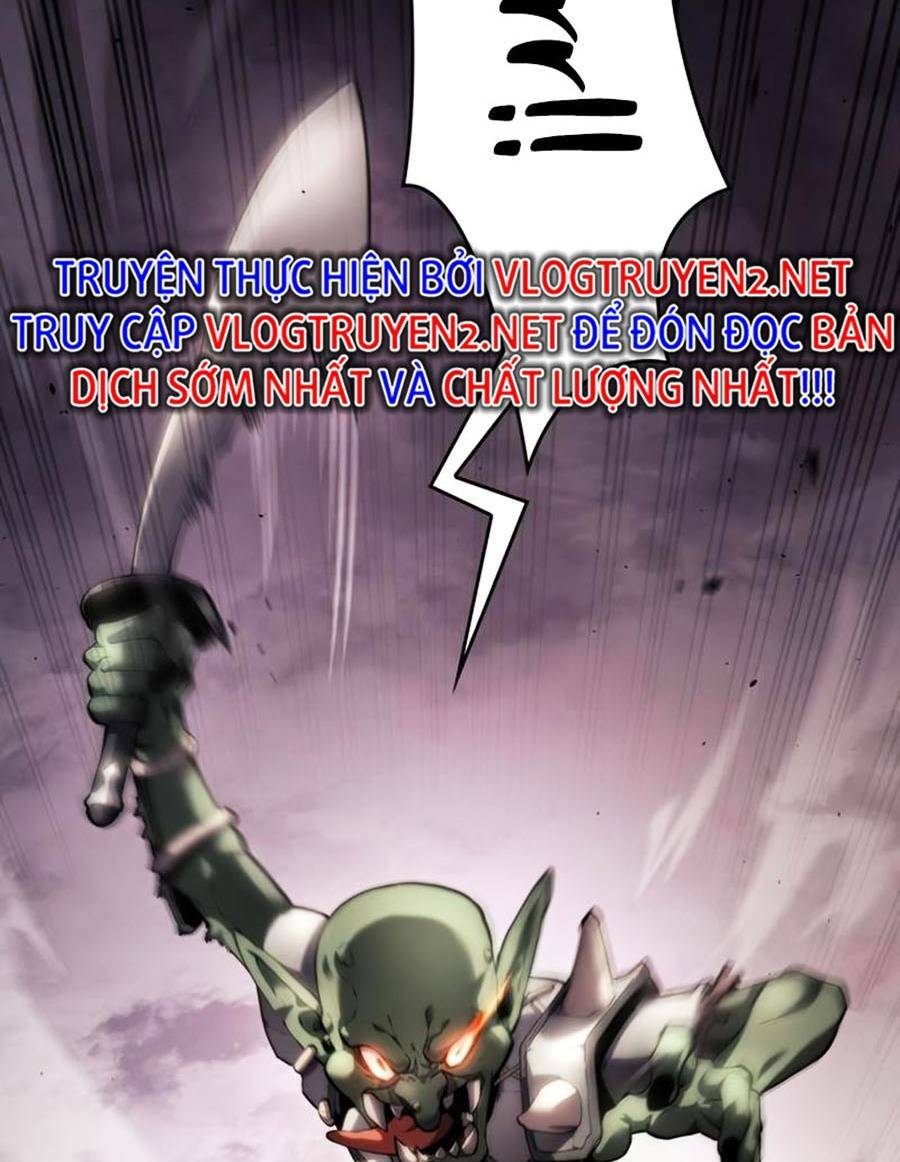 TRUYỆN THỰC HIỆN BỞI VLOGTRUYEN2.NET
TRUY CẬP VLOGTRUYEN2.NET ĐỂ ĐÓN ĐỌC BẢN
DỊCH SỚM NHẤT VÀ CHẤT LƯỢNG NHẤT!!!